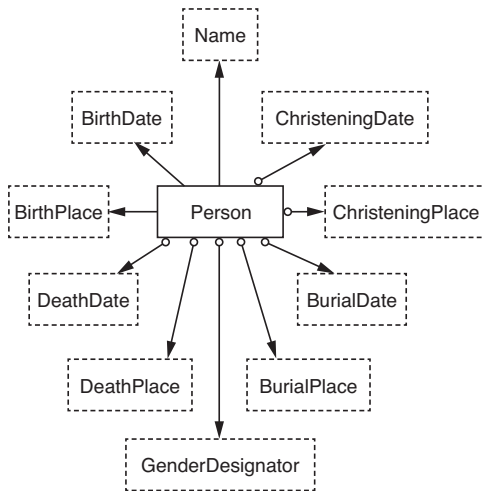 Name
BirthDate
ChristeningDate
BirthPlace
Person
ChristeningPlace
DeathDate
BurialDate
DeathPlace
BurialPlace
GenderDesignator